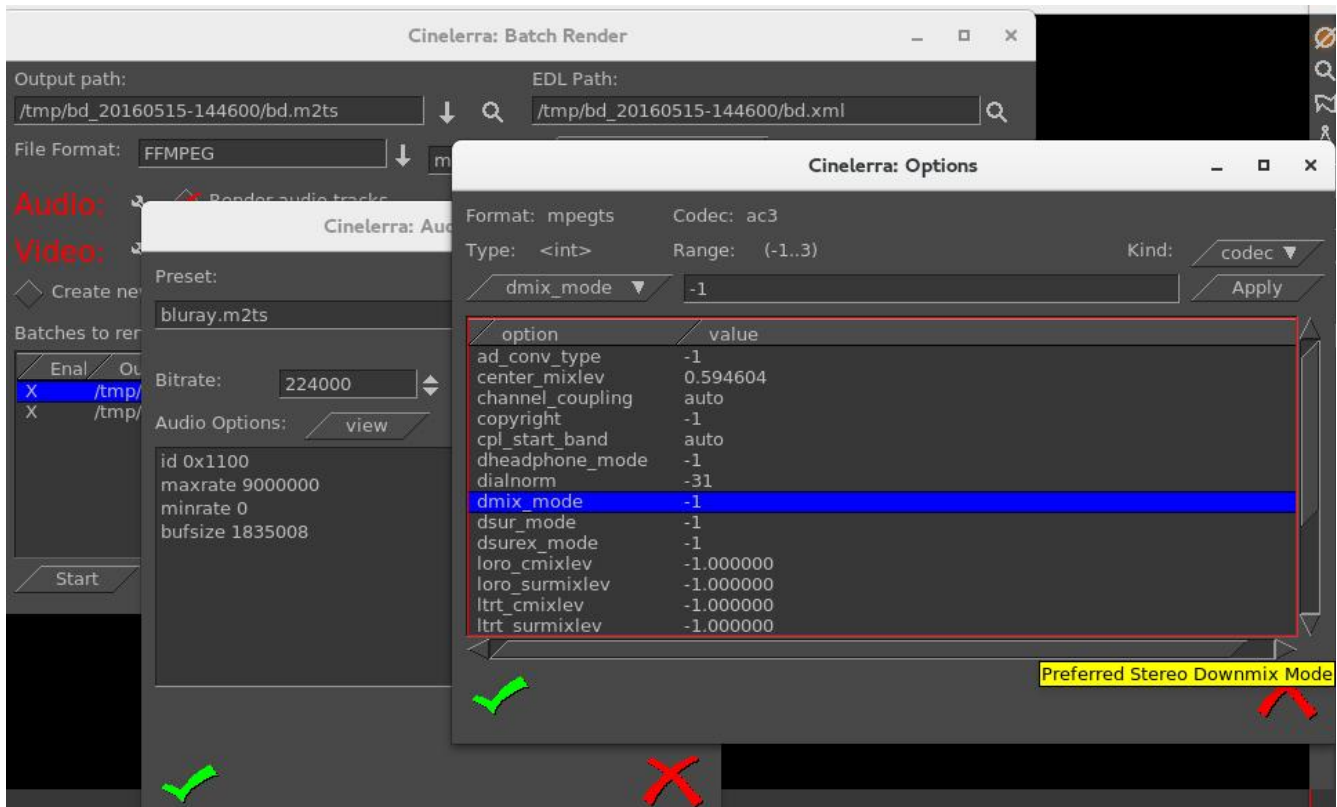 Cinelerra: Batch Render
Output path:
EDL Path:
/tmp/bd_20160515-144600/bd.m2ts
/tmp/bd_20160515-144600/bd.xml
File Format:
FFMPEG
m
Audio:
Render audio tracks
Video:
Create ne
Batches to rer
Enal
Ou
X /tmp/
X /tmp/
Start
Cinelerra: Aud
Preset:
bluray.m2ts
Bitrate:
224000
Audio Options:
view
id 0x1100
maxrate 9000000
minrate 0
bufsize 1835008
Cinelerra: Options
Format: mpegts
Codec: ac3
Type: <int>
Range: (-1..3)
Kind:
codec
dmix_mode
-1
Apply
option value
ad_conv_type -1
center_mixlev 0.594604
channel_coupling auto
copyright -1
cpl_start_band auto
dheadphone_mode -1
dialnorm -31
dmix_mode -1
dsur_mode -1
dsurex_mode -1
loro_cmixlev -1.000000
loro_surmixlev -1.000000
ltrt_cmixlev -1.000000
ltrt_surmixlev -1.000000
Preferred Stereo Downmix Mode